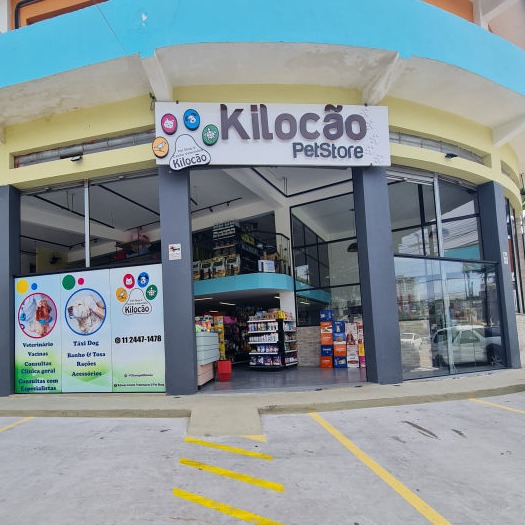 Kilocão
PetStore
Kilocão
Kilocão
11 2447-1478
Veterinário
Vacinas
Consultas
Clínica geral
Consultas com
Especialistas
Táxi Dog
Banho & Tosa
Rações
Acessórios